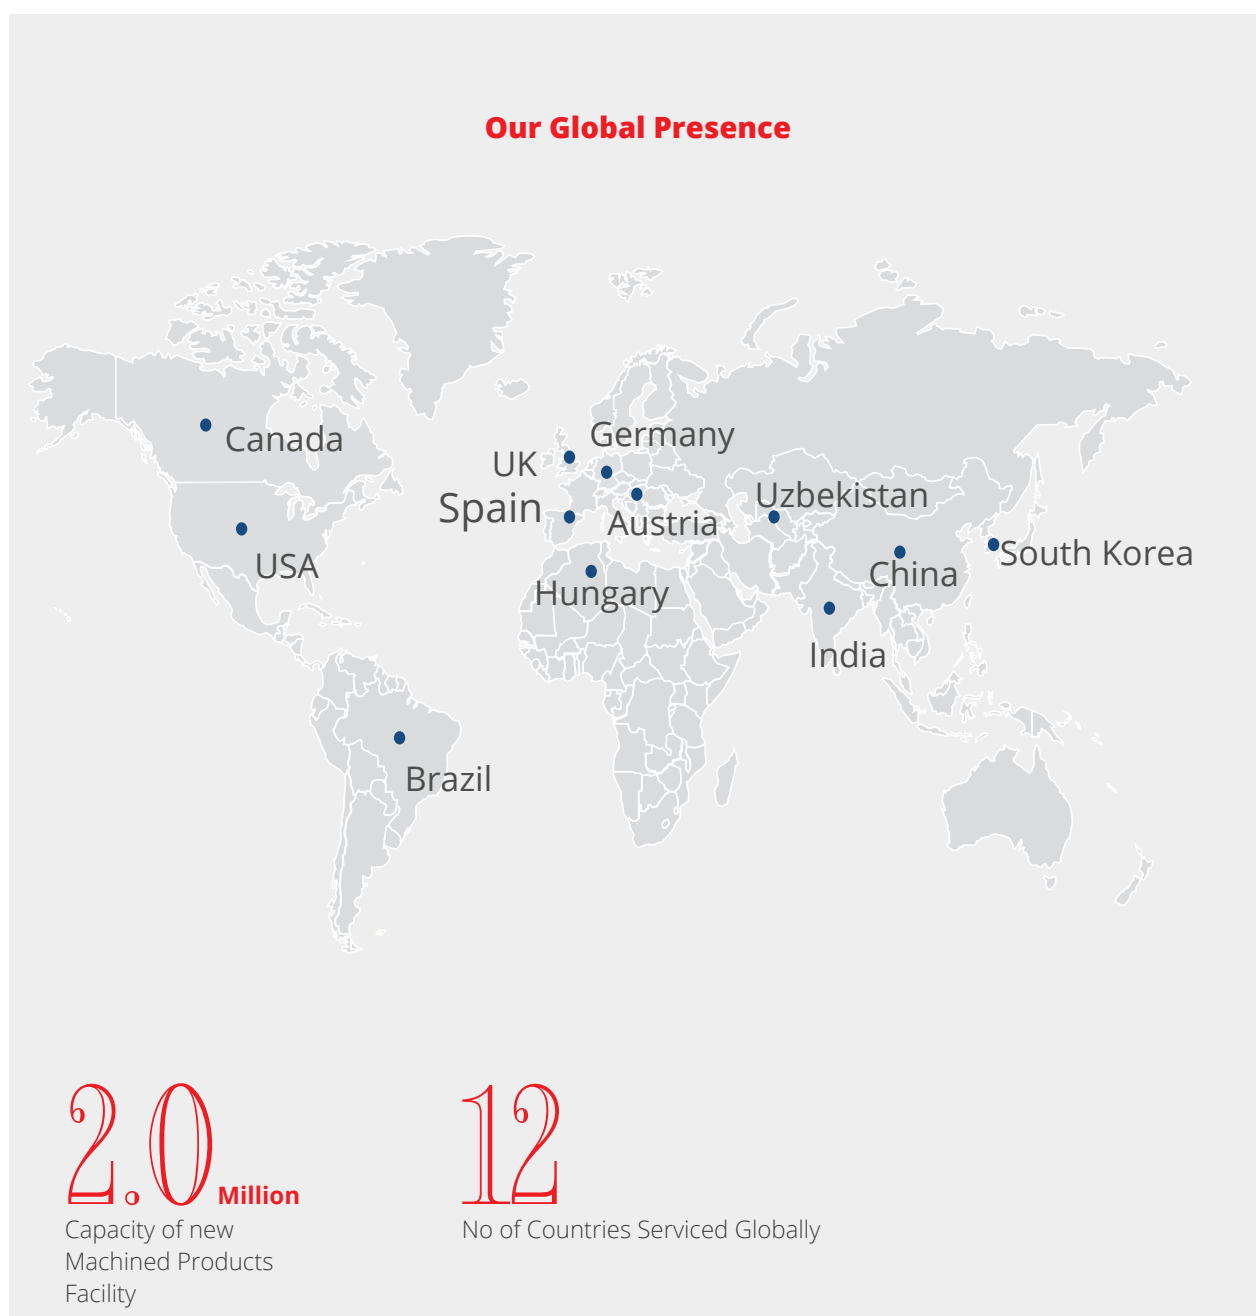 Our Global Presence
Canada
Germany
UK
Spain
Uzbekistan
Austria
USA
South Korea
China
Hungary
India
Brazil
2.0 Million
12
Capacity of new
Machined Products
Facility
No of Countries Serviced Globally